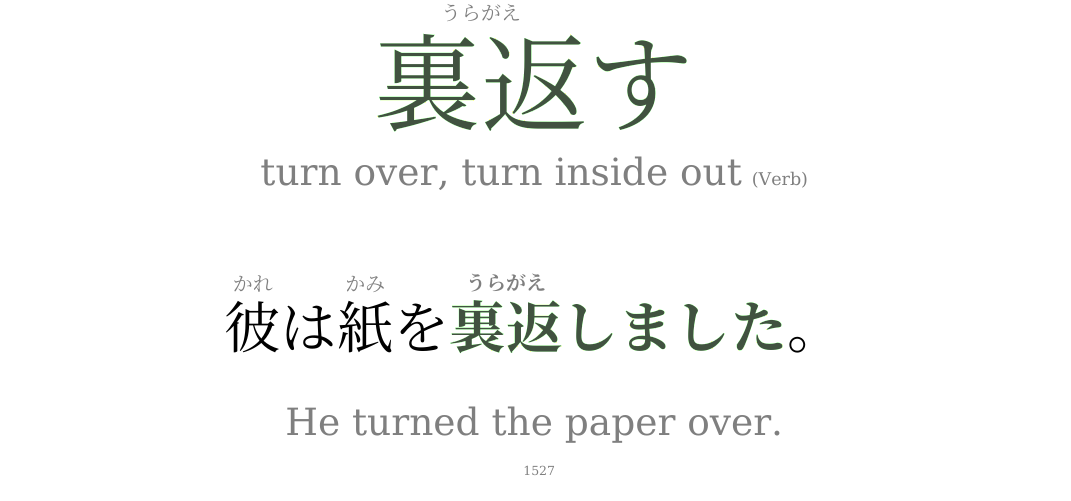 うらがえ
裏返す
turn over, turn inside out (Verb)
かれ かみ うらがえ
彼は紙を裏返しました。
He turned the paper over.
1527